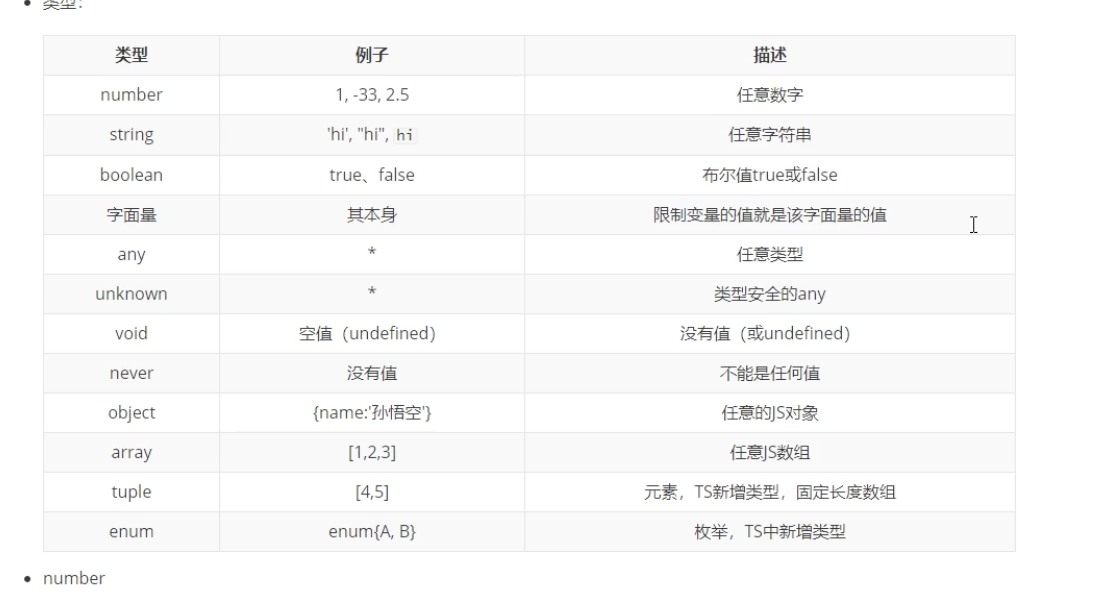 • 类型:
类型 例子 描述
number 1, -33, 2.5 任意数字
string 'hi', "hi", hi 任意字符串
boolean true、false 布尔值true或false
字面量 其本身 限制变量的值就是该字面量的值
any * 任意类型
unknown * 类型安全的any
void 空值（undefined） 没有值（或undefined）
never 没有值 不能是任何值
object {name:'孙悟空'} 任意的JS对象
array [1,2,3] 任意JS数组
tuple [4,5] 元素，TS新增类型，固定长度数组
enum enum{A, B} 枚举，TS中新增类型
• number